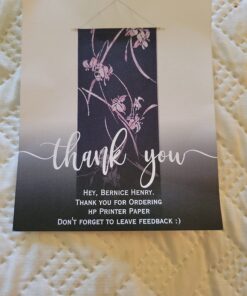 thank you
HEY, BERNICE HENRY.
THANK YOU FOR ORDERING
HP PRINTER PAPER
DON'T FORGET TO LEAVE FEEDBACK :)